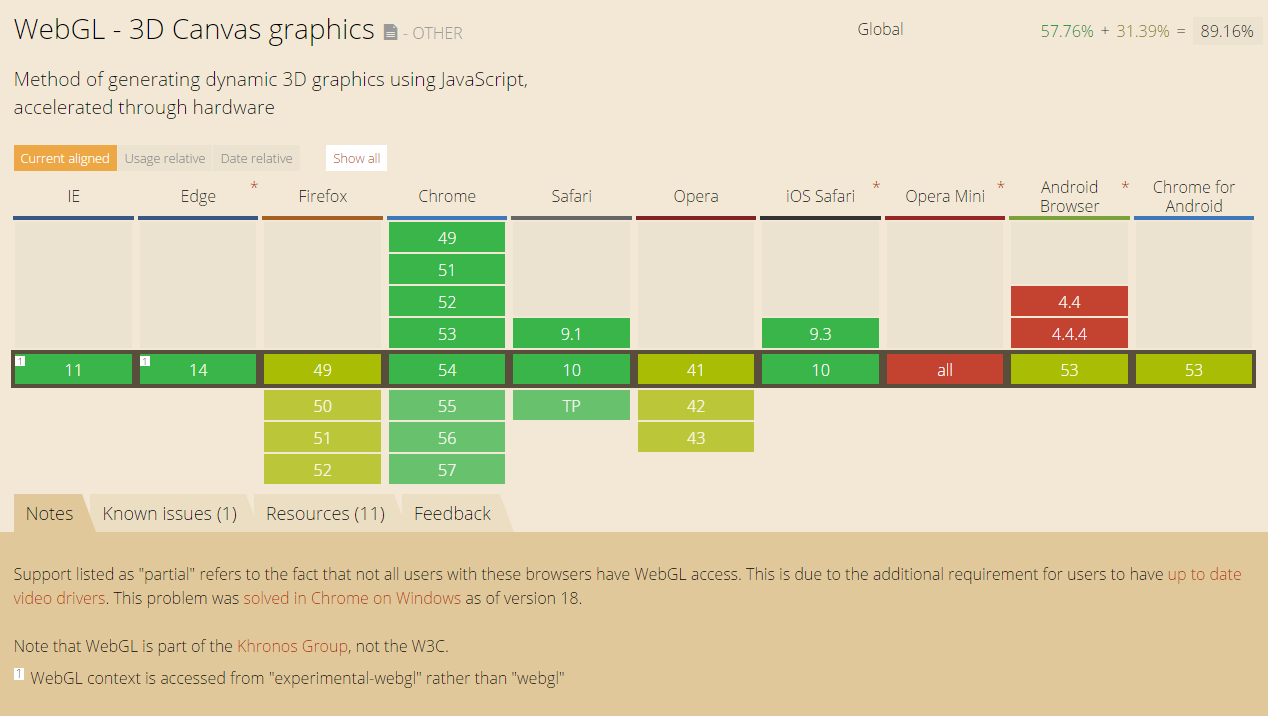 WebGL - 3D Canvas graphics - OTHER
Global 57.76% + 31.39% = 89.16%
Method of generating dynamic 3D graphics using JavaScript,
accelerated through hardware
Current aligned Usage relative Date relative Show all
IE Edge * Firefox Chrome Safari Opera iOS Safari * Opera Mini * Android Browser * Chrome for Android
49
51
52 4.4
53 9.1 9.3 4.4.4
1 11 1 14 49 54 10 41 10 all 53 53
50 55 TP 42
51 56 43
52 57
Notes Known issues (1) Resources (11) Feedback
Support listed as "partial" refers to the fact that not all users with these browsers have WebGL access. This is due to the additional requirement for users to have up to date
video drivers. This problem was solved in Chrome on Windows as of version 18.
Note that WebGL is part of the Khronos Group, not the W3C.
1 WebGL context is accessed from "experimental-webgl" rather than "webgl"